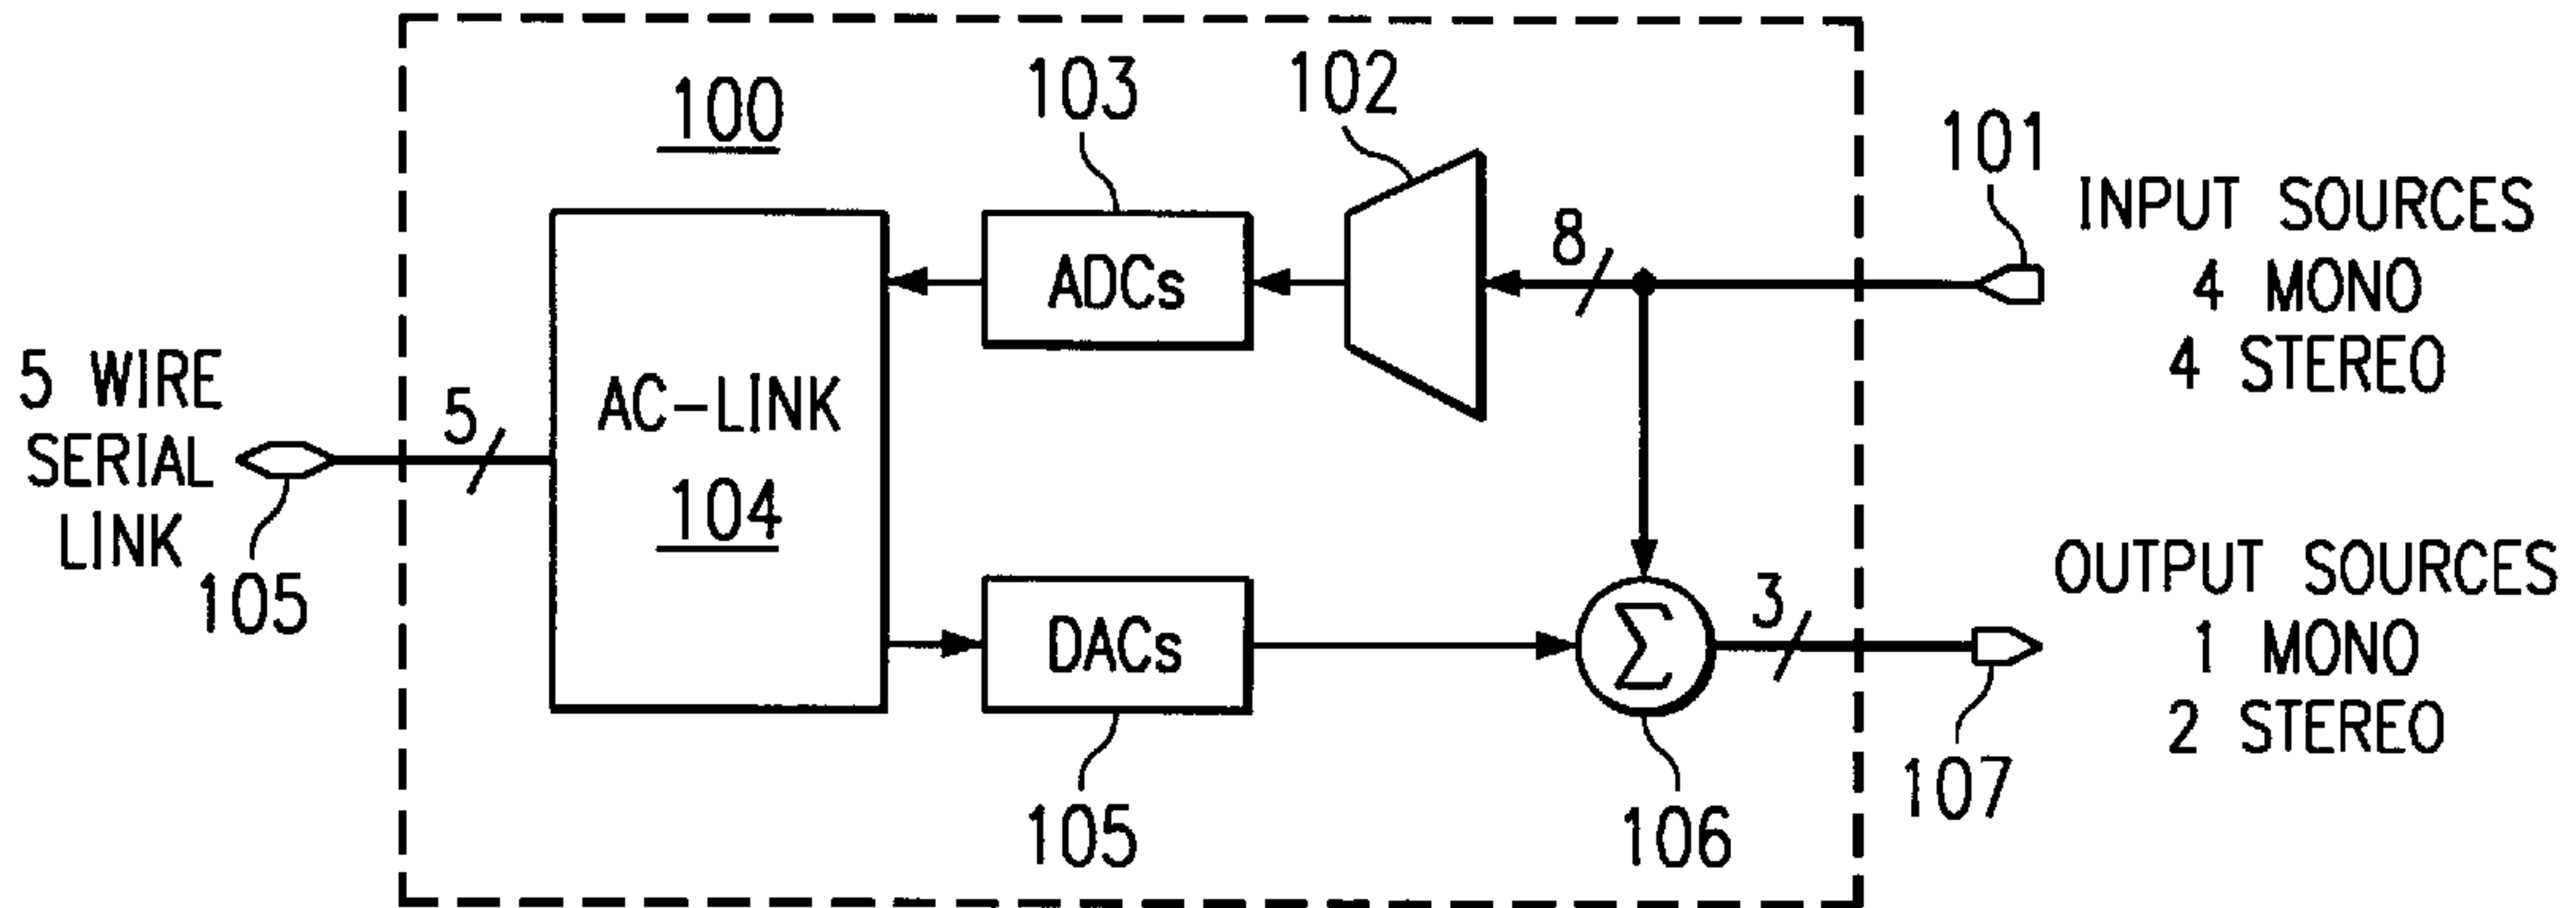 100
103
102
101
INPUT SOURCES
4 MONO
4 STEREO
8
ADCs
AC-LINK
104
5 WIRE
SERIAL
LINK
5
105
DACs
105
Σ
106
3
OUTPUT SOURCES
1 MONO
2 STEREO
107